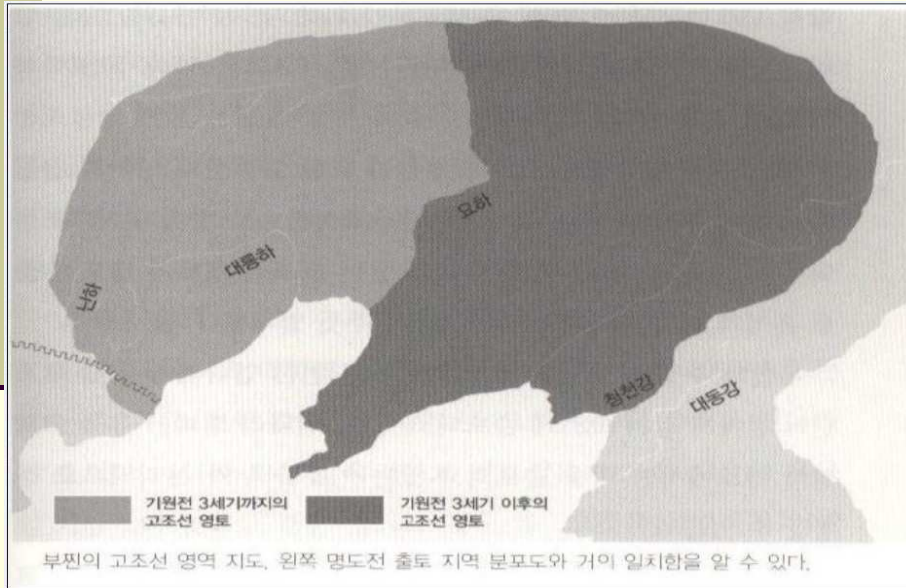 요하
대릉하
난하
청천강
대동강
기원전 3세기까지의
고조선 영토
기원전 3세기 이후의
고조선 영토
부찐의 고조선 영역 지도, 왼쪽 명도전 출토 지역 분포도와 거의 일치함을 알 수 있다.